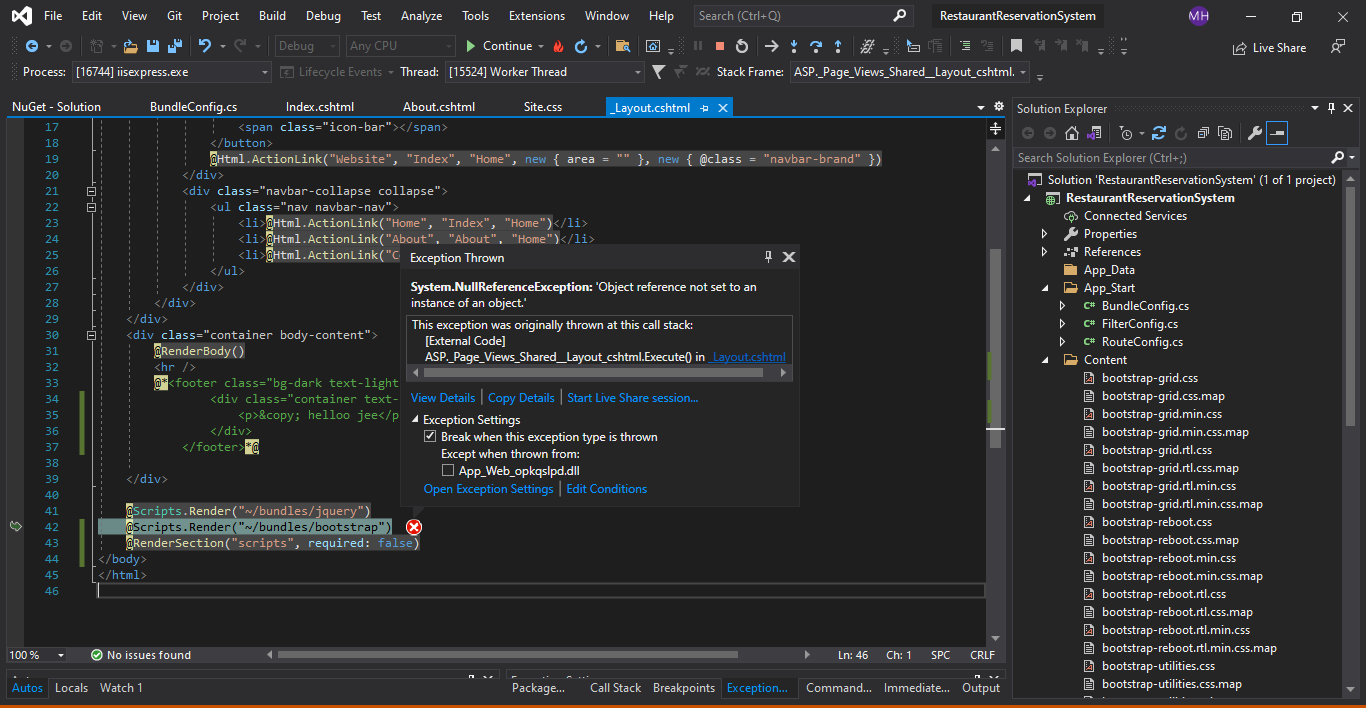 File Edit View Git Project Build Debug Test Analyze Tools Extensions Window Help Search (Ctrl+Q) RestaurantReservationSystem MH
Debug Any CPU Continue Live Share
Process: [16744] iisexpress.exe Lifecycle Events Thread: [15524] Worker Thread Stack Frame: ASP._Page_Views_Shared__Layout_cshtml.
NuGet - Solution BundleConfig.cs Index.cshtml About.cshtml Site.css _Layout.cshtml
17 <span class="icon-bar"></span>
18 </button>
19 @Html.ActionLink("Website", "Index", "Home", new { area = "" }, new { @class = "navbar-brand" })
20 </div>
21 <div class="navbar-collapse collapse">
22 <ul class="nav navbar-nav">
23 <li>@Html.ActionLink("Home", "Index", "Home")</li>
24 <li>@Html.ActionLink("About", "About", "Home")</li>
25 <li>@Html.ActionLink("C
26 </ul>
27 </div>
28 </div>
29 </div>
30 <div class="container body-content">
31 @RenderBody()
32 <hr />
33 @*<footer class="bg-dark text-light
34 <div class="container text-
35 <p>&copy; helloo jee</p
36 </div>
37 </footer>*@
38
39 </div>
40
41 @Scripts.Render("~/bundles/jquery")
42 @Scripts.Render("~/bundles/bootstrap")
43 @RenderSection("scripts", required: false)
44 </body>
45 </html>
46
Exception Thrown
System.NullReferenceException: 'Object reference not set to an
instance of an object.'
This exception was originally thrown at this call stack:
[External Code]
ASP._Page_Views_Shared__Layout_cshtml.Execute() in _Layout.cshtml
View Details | Copy Details | Start Live Share session...
Exception Settings
Break when this exception type is thrown
Except when thrown from:
App_Web_opkqslpd.dll
Open Exception Settings | Edit Conditions
100 % No issues found Ln: 46 Ch: 1 SPC CRLF
Autos Locals Watch 1 Package... Call Stack Breakpoints Exception... Command... Immediate... Output
Solution Explorer
Search Solution Explorer (Ctrl+;)
Solution 'RestaurantReservationSystem' (1 of 1 project)
RestaurantReservationSystem
Connected Services
Properties
References
App_Data
App_Start
C# BundleConfig.cs
C# FilterConfig.cs
C# RouteConfig.cs
Content
bootstrap-grid.css
bootstrap-grid.css.map
bootstrap-grid.min.css
bootstrap-grid.min.css.map
bootstrap-grid.rtl.css
bootstrap-grid.rtl.css.map
bootstrap-grid.rtl.min.css
bootstrap-grid.rtl.min.css.map
bootstrap-reboot.css
bootstrap-reboot.css.map
bootstrap-reboot.min.css
bootstrap-reboot.min.css.map
bootstrap-reboot.rtl.css
bootstrap-reboot.rtl.css.map
bootstrap-reboot.rtl.min.css
bootstrap-reboot.rtl.min.css.map
bootstrap-utilities.css
bootstrap-utilities.css.map